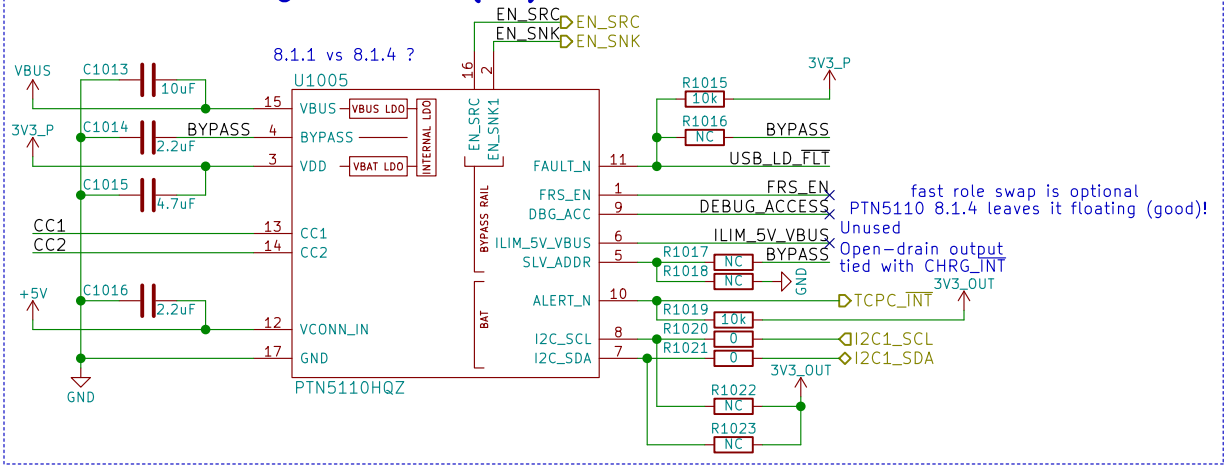 EN_SRC
EN_SRC
EN_SNK
EN_SNK
8.1.1 vs 8.1.4 ?
VBUS
C1013
10uF
U1005
16
2
R1015
10k
3V3_P
15
VBUS
VBUS LDO
INTERNAL LDO
EN_SRC
EN_SNK1
3V3_P
C1014
2.2uF
BYPASS
4
BYPASS
R1016
NC
BYPASS
3
VDD
VBAT LDO
FAULT_N
11
USB_LD_FLT
C1015
4.7uF
BYPASS RAIL
FRS_EN
1
FRS_EN
fast role swap is optional
DBG_ACC
9
DEBUG_ACCESS
PTN5110 8.1.4 leaves it floating (good)!
CC1
13
CC1
Unused
CC2
14
CC2
ILIM_5V_VBUS
6
ILIM_5V_VBUS
Open-drain output
tied with CHRG_INT
SLV_ADDR
5
R1017
NC
BYPASS
R1018
NC
GND
+5V
C1016
2.2uF
BAT
ALERT_N
10
TCPC_INT
3V3_OUT
R1019
10k
12
VCONN_IN
I2C_SCL
8
R1020
0
I2C1_SCL
17
GND
I2C_SDA
7
R1021
0
I2C1_SDA
PTN5110HQZ
GND
3V3_OUT
R1022
NC
R1023
NC